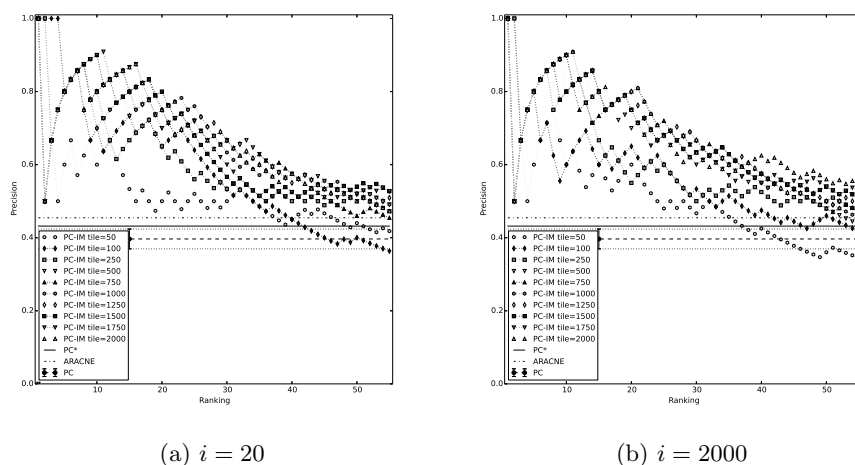 1.0
0.8
0.6
0.4
0.2
0.0
Precision
PC-IM tile=50
PC-IM tile=100
PC-IM tile=250
PC-IM tile=500
PC-IM tile=750
PC-IM tile=1000
PC-IM tile=1250
PC-IM tile=1500
PC-IM tile=1750
PC-IM tile=2000
PC*
ARACNE
PC
10 20 30 40 50
Ranking
(a) i = 20
1.0
0.8
0.6
0.4
0.2
0.0
Precision
PC-IM tile=50
PC-IM tile=100
PC-IM tile=250
PC-IM tile=500
PC-IM tile=750
PC-IM tile=1000
PC-IM tile=1250
PC-IM tile=1500
PC-IM tile=1750
PC-IM tile=2000
PC*
ARACNE
PC
10 20 30 40 50
Ranking
(b) i = 2000